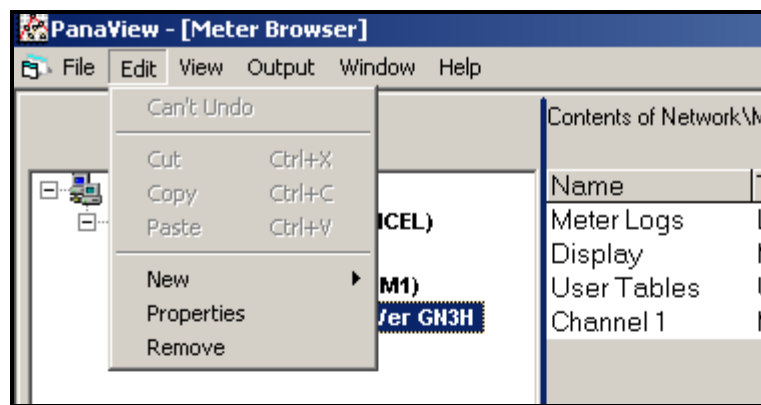 PanaView - [Meter Browser]
File Edit View Output Window Help
Can't Undo
Cut Ctrl+X
Copy Ctrl+C
Paste Ctrl+V
New
Properties
Remove
ICEL)
M1)
/er GN3H
Contents of Network\M
Name
Meter Logs
Display
User Tables
Channel 1